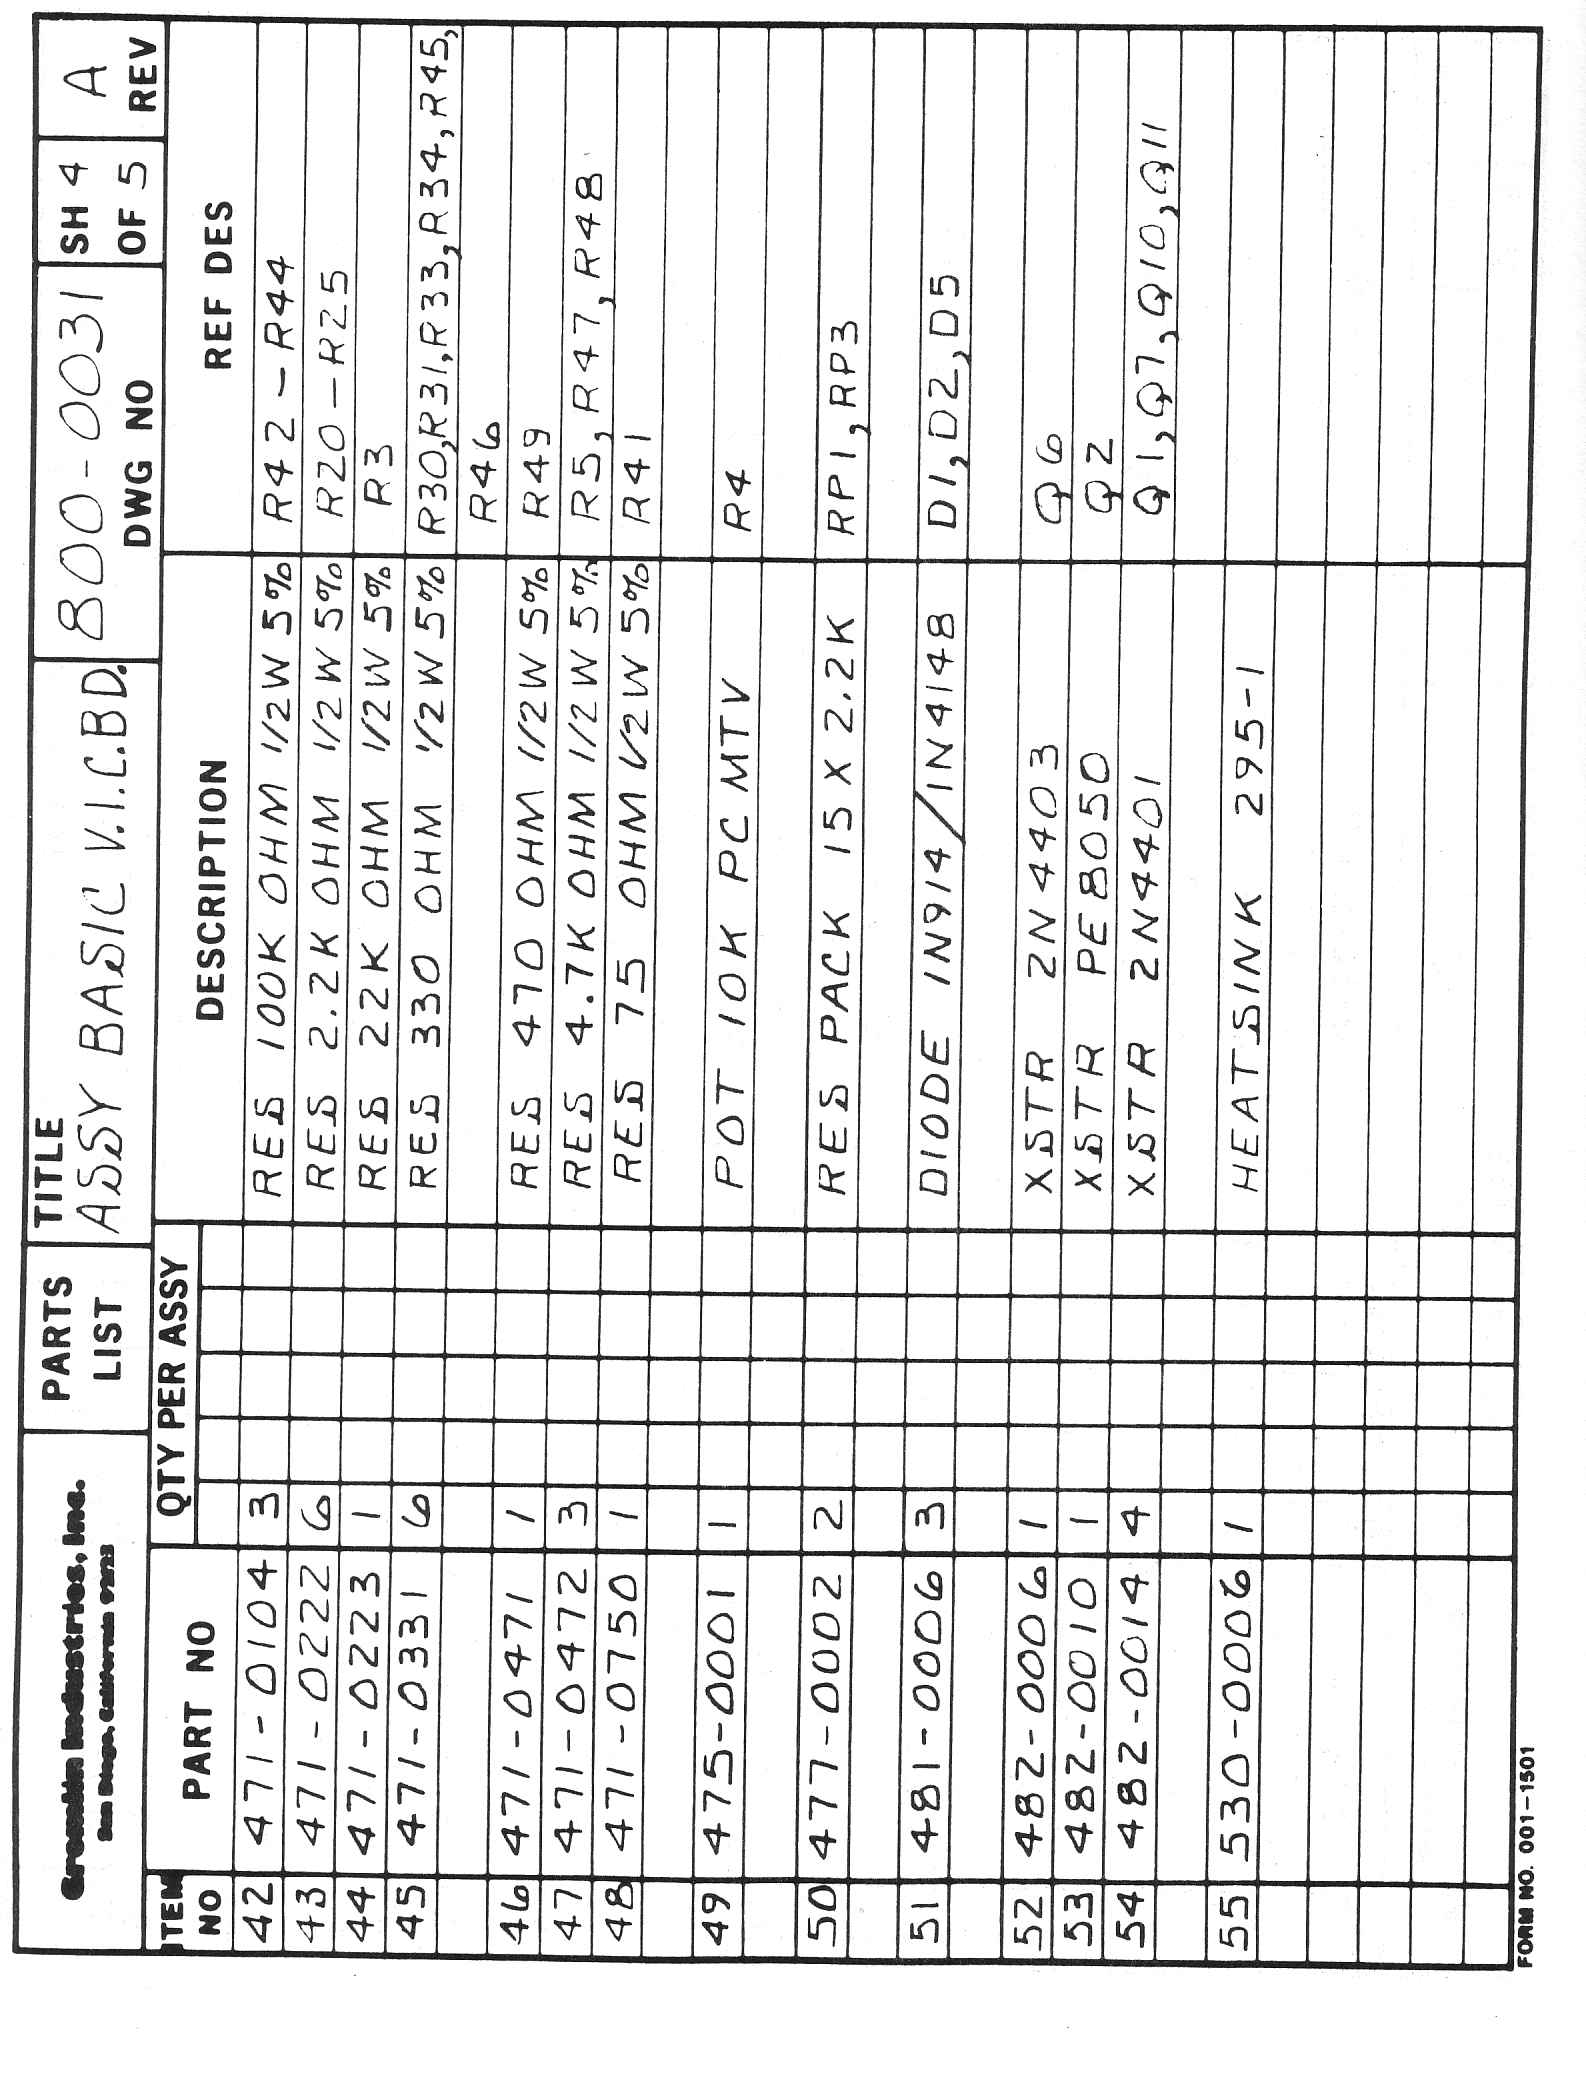 Gremlin Industries, Inc.
San Diego, California 92123
PARTS LIST
TITLE
ASSY BASIC V.I.C.BD.
800-0031
DWG NO
SH 4
OF 5
A
REV
ITEM NO PART NO QTY PER ASSY DESCRIPTION REF DES
42 471-0104 3 RES 100K OHM 1/2W 5% R42-R44
43 471-0222 6 RES 2.2K OHM 1/2W 5% R20-R25
44 471-0223 1 RES 22K OHM 1/2W 5% R3
45 471-0331 6 RES 330 OHM 1/2W 5% R30,R31,R33,R34,R45,
R46
46 471-0471 1 RES 470 OHM 1/2W 5% R49
47 471-0472 3 RES 4.7K OHM 1/2W 5% R5,R47,R48
48 471-0750 1 RES 75 OHM 1/2W 5% R41
49 475-0001 1 POT 10K PC MTV R4
50 477-0002 2 RES PACK 15 X 2.2K RP1,RP3
51 481-0006 3 DIODE IN914/IN4148 D1,D2,D5
52 482-0006 1 XSTR 2N4403 Q6
53 482-0010 1 XSTR PE8050 Q2
54 482-0014 4 XSTR 2N4401 Q1,Q7,Q10,Q11
55 530-0006 1 HEATSINK 295-1
FORM NO. 001-1501